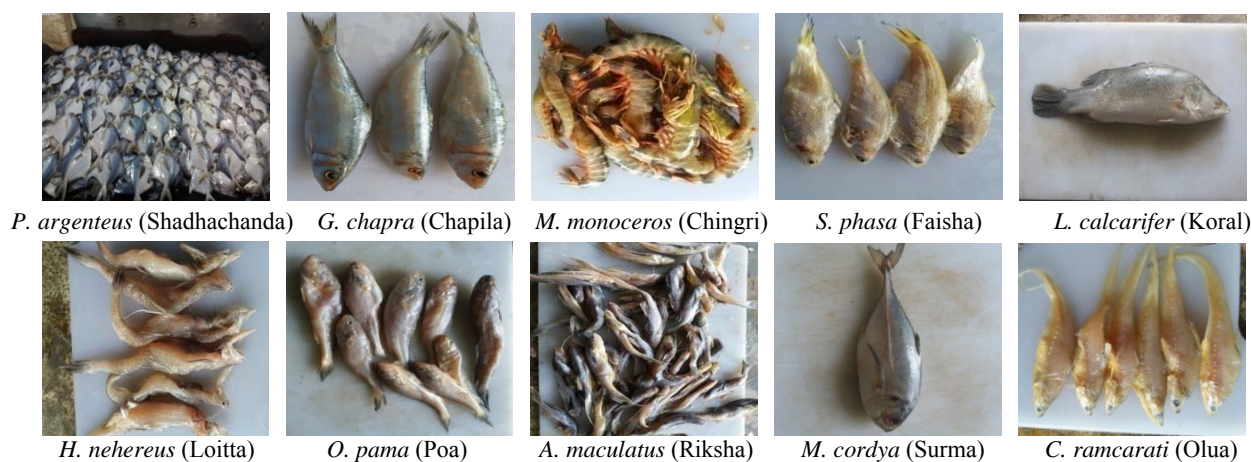 P. argenteus (Shadhachanda) G. chapra (Chapila) M. monoceros (Chingri) S. phasa (Faisha) L. calcarifer (Koral)
H. nehereus (Loitta) O. pama (Poa) A. maculatus (Riksha) M. cordya (Surma) C. ramcarati (Olua)